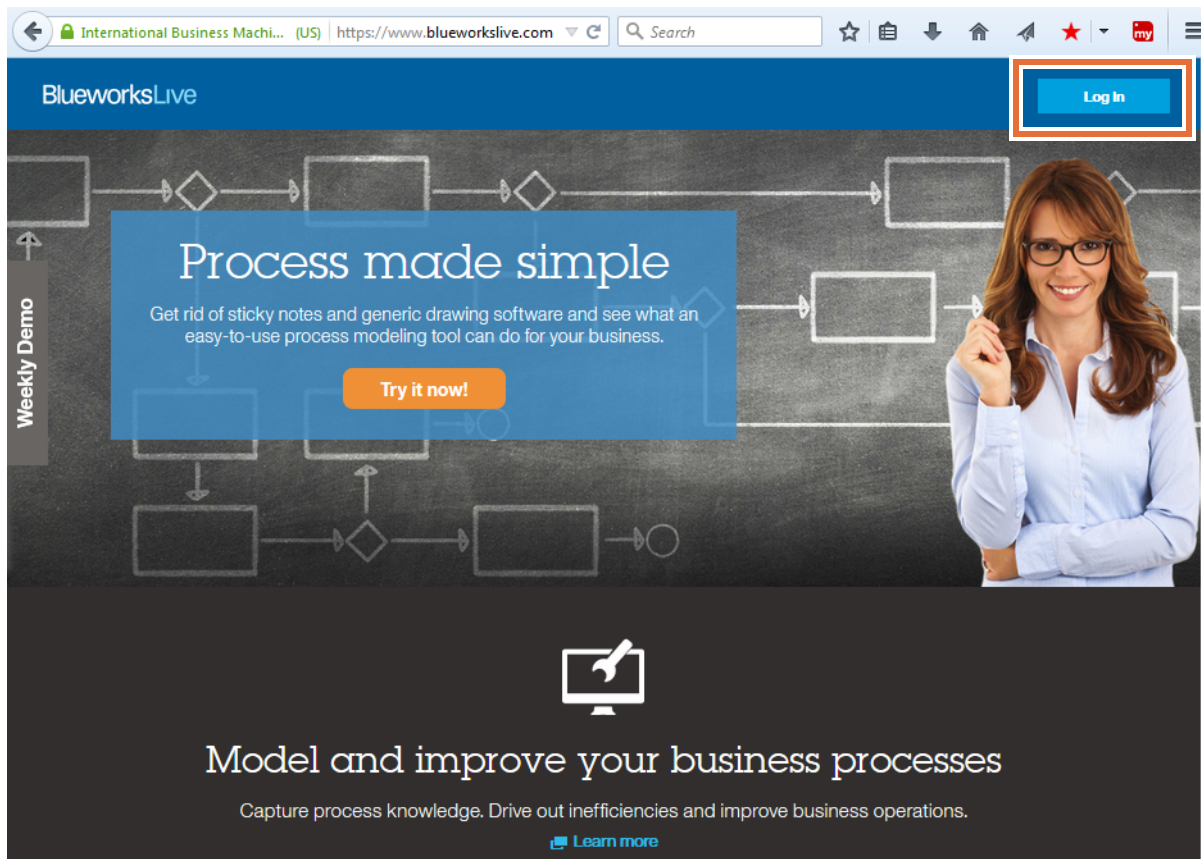 International Business Machi... (US) https://www.blueworkslive.com Search
my
BlueworksLive
Log In
Process made simple
Get rid of sticky notes and generic drawing software and see what an
easy-to-use process modeling tool can do for your business.
Try it now!
Weekly Demo
Model and improve your business processes
Capture process knowledge. Drive out inefficiencies and improve business operations.
Learn more